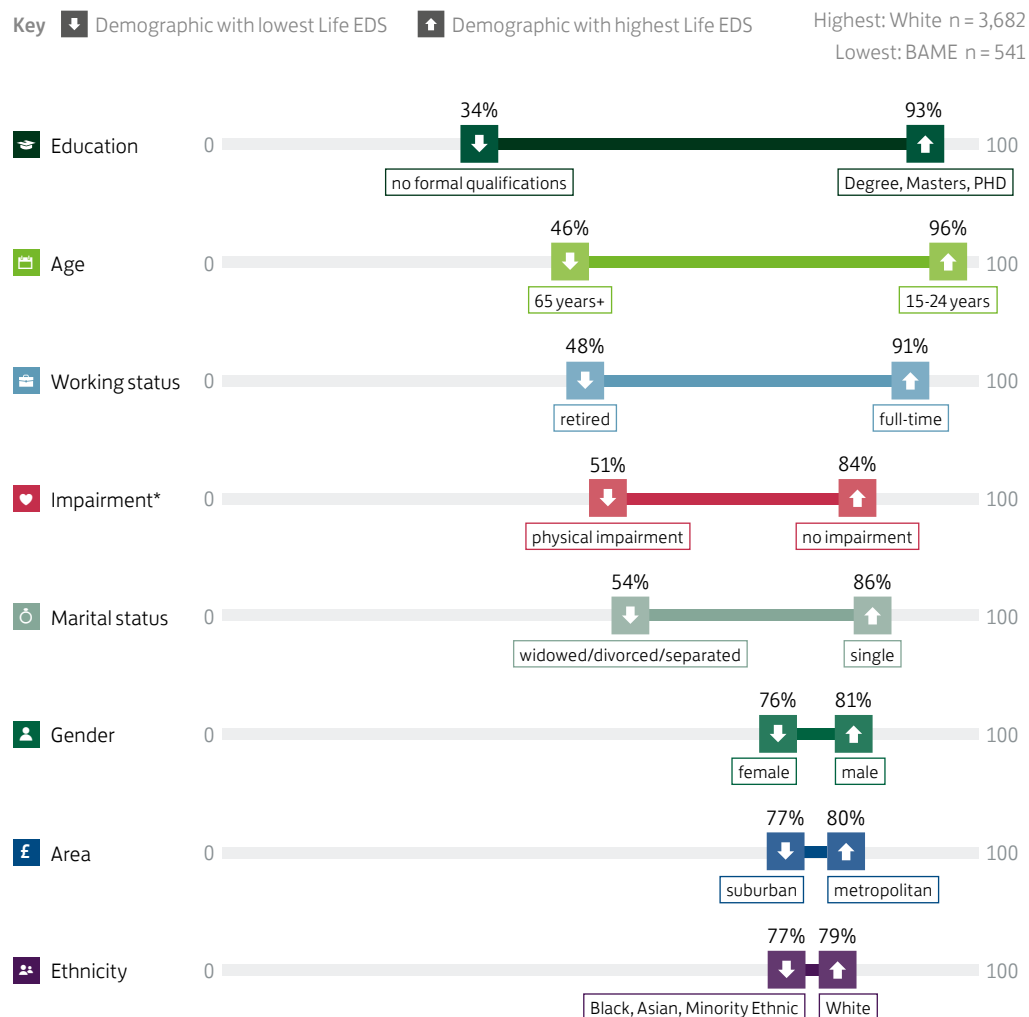 Key Demographic with lowest Life EDS Demographic with highest Life EDS Highest: White n = 3,682
Lowest: BAME n = 541
34% 93%
Education 0 100
no formal qualifications Degree, Masters, PHD
46% 96%
Age 0 100
65 years+ 15-24 years
48% 91%
Working status 0 100
retired full-time
51% 84%
Impairment* 0 100
physical impairment no impairment
54% 86%
Marital status 0 100
widowed/divorced/separated single
76% 81%
Gender 0 100
female male
77% 80%
£ Area 0 100
suburban metropolitan
77% 79%
Ethnicity 0 100
Black, Asian, Minority Ethnic White